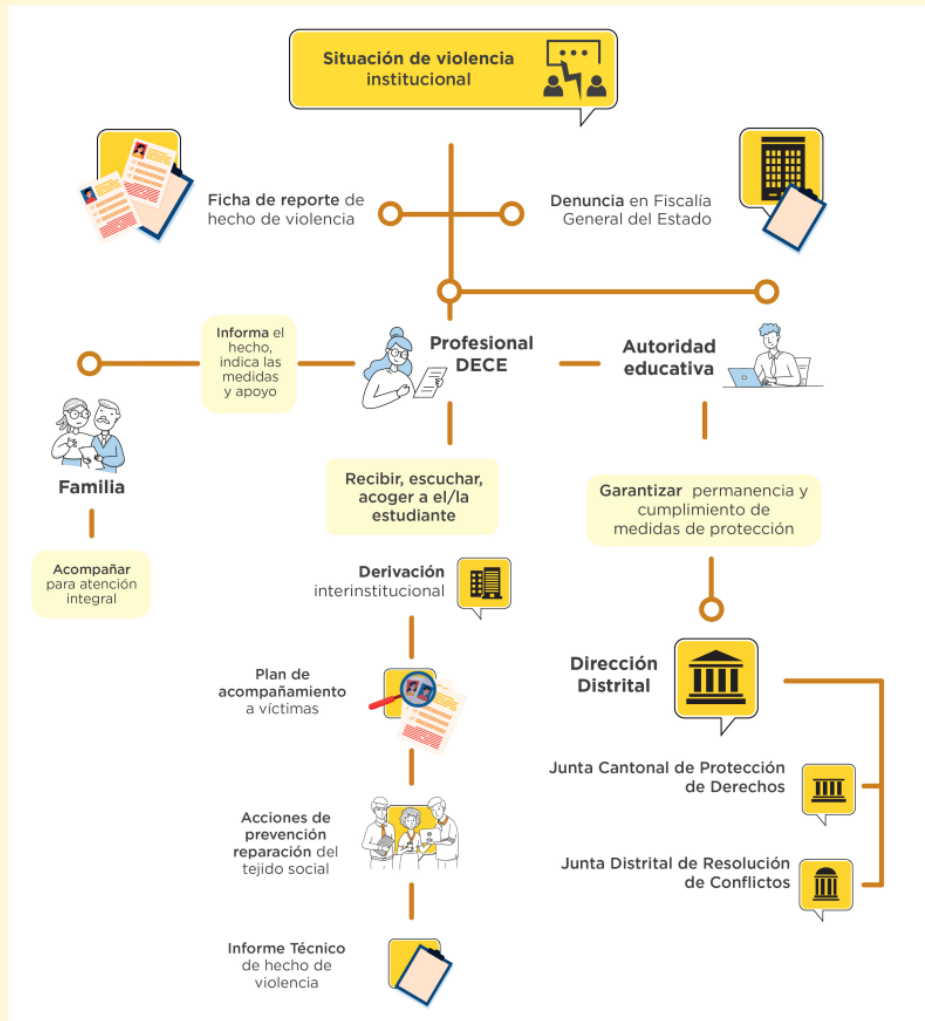 Situación de violencia
institucional
Ficha de reporte de
hecho de violencia
Denuncia en Fiscalía
General del Estado
Informa el
hecho,
indica las
medidas
y apoyo
Profesional
DECE
Autoridad
educativa
Familia
Recibir, escuchar,
acoger a el/la
estudiante
Garantizar permanencia y
cumplimiento de
medidas de protección
Acompañar
para atención
integral
Derivación
interinstitucional
Plan de
acompañamiento
a víctimas
Dirección
Distrital
Junta Cantonal de Protección
de Derechos
Acciones de
prevención
reparación del
tejido social
Junta Distrital de Resolución
de Conflictos
Informe Técnico
de hecho de
violencia